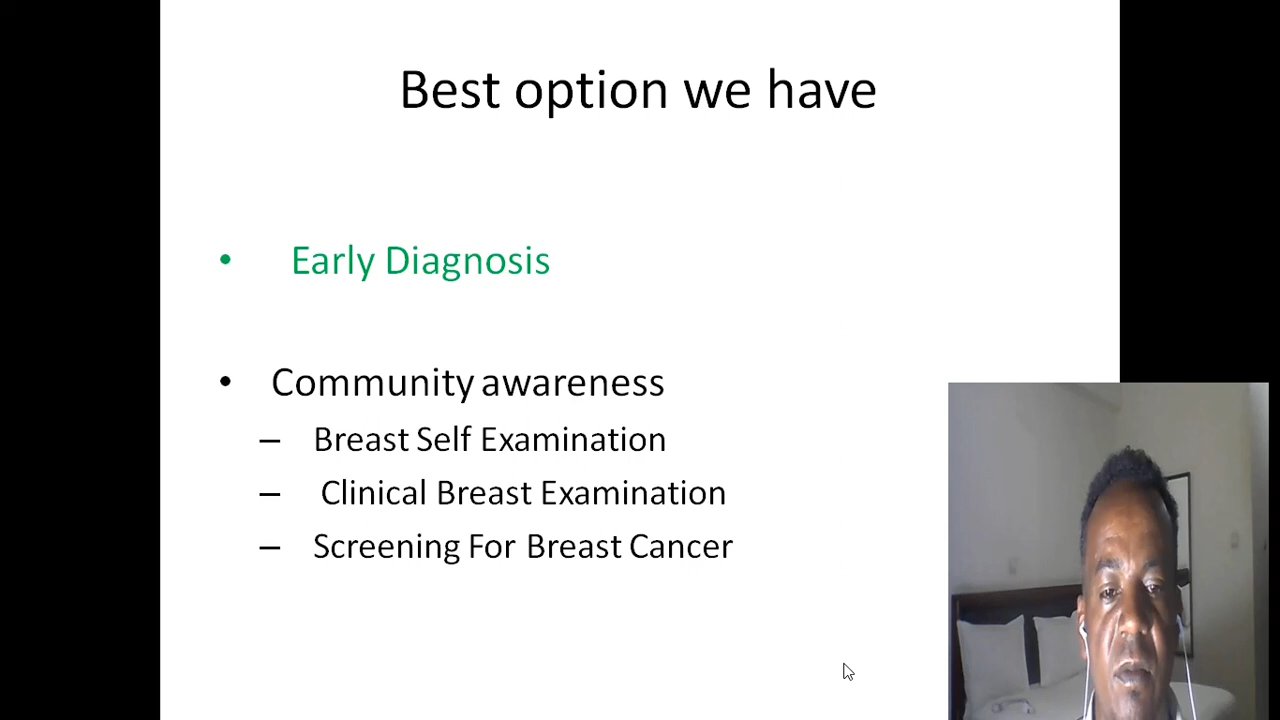 Best option we have
• Early Diagnosis
• Community awareness
– Breast Self Examination
– Clinical Breast Examination
– Screening For Breast Cancer